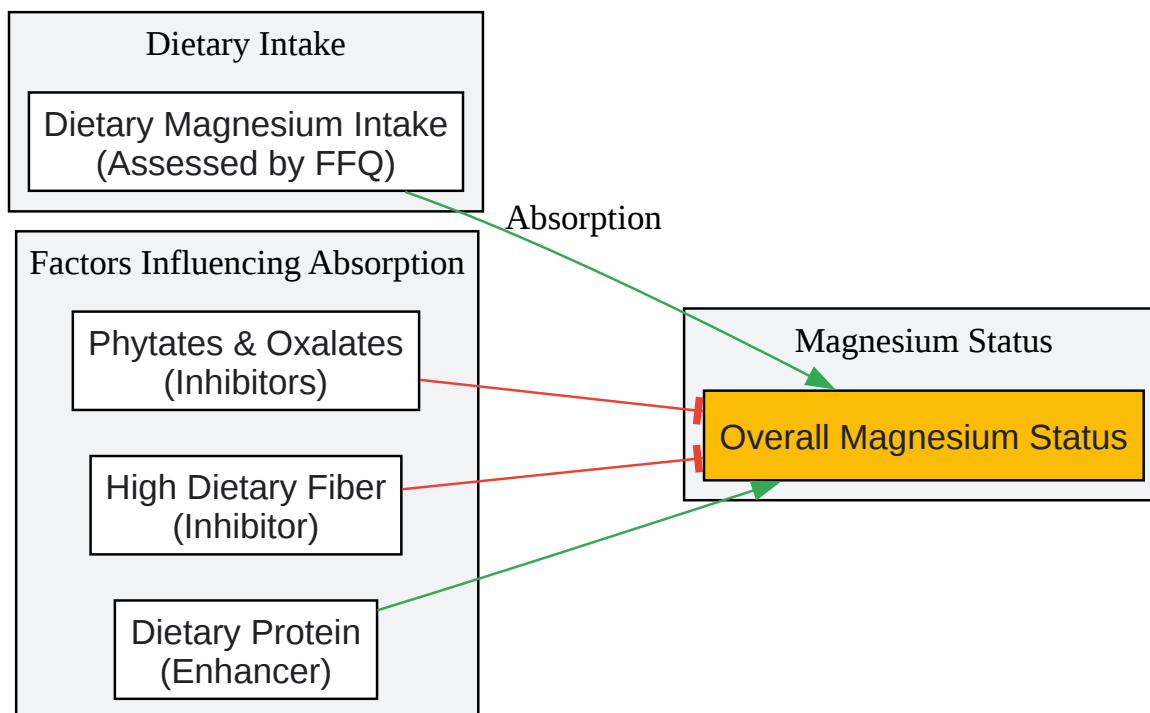 Dietary Intake
Dietary Magnesium Intake
(Assessed by FFQ)
Absorption
Factors Influencing Absorption
Phytates & Oxalates
(Inhibitors)
High Dietary Fiber
(Inhibitor)
Dietary Protein
(Enhancer)
Magnesium Status
Overall Magnesium Status